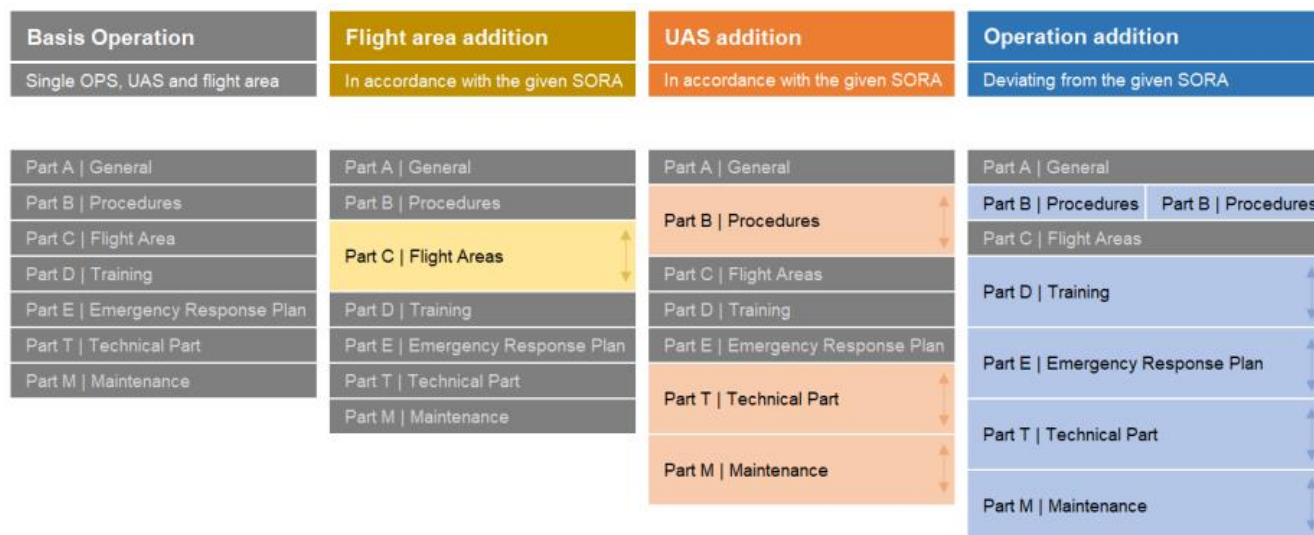 Basis Operation
Single OPS, UAS and flight area
Part A | General
Part B | Procedures
Part C | Flight Area
Part D | Training
Part E | Emergency Response Plan
Part T | Technical Part
Part M | Maintenance
Flight area addition
In accordance with the given SORA
Part A | General
Part B | Procedures
Part C | Flight Areas
Part D | Training
Part E | Emergency Response Plan
Part T | Technical Part
Part M | Maintenance
UAS addition
In accordance with the given SORA
Part A | General
Part B | Procedures
Part C | Flight Areas
Part D | Training
Part E | Emergency Response Plan
Part T | Technical Part
Part M | Maintenance
Operation addition
Deviating from the given SORA
Part A | General
Part B | Procedures
Part B | Procedures
Part C | Flight Areas
Part D | Training
Part E | Emergency Response Plan
Part T | Technical Part
Part M | Maintenance